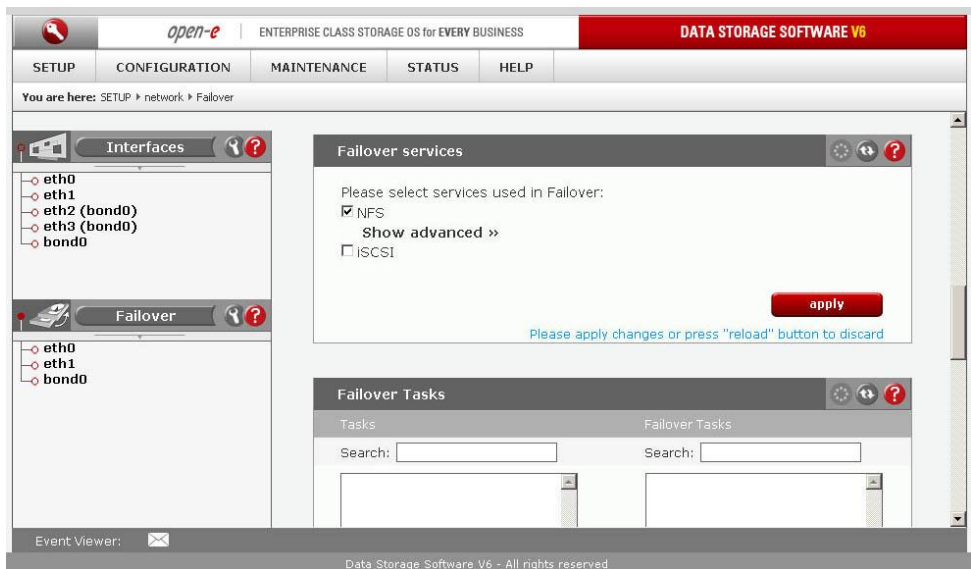 open-e
ENTERPRISE CLASS STORAGE OS for EVERY BUSINESS
DATA STORAGE SOFTWARE V6
SETUP CONFIGURATION MAINTENANCE STATUS HELP
You are here: SETUP network Failover
Interfaces ?
eth0
eth1
eth2 (bond0)
eth3 (bond0)
bond0
Failover ?
eth0
eth1
bond0
Failover services ?
Please select services used in Failover:
NFS
Show advanced »
iSCSI
apply
Please apply changes or press "reload" button to discard
Failover Tasks ?
Tasks Failover Tasks
Search: Search:
Event Viewer:
Data Storage Software V6 - All rights reserved